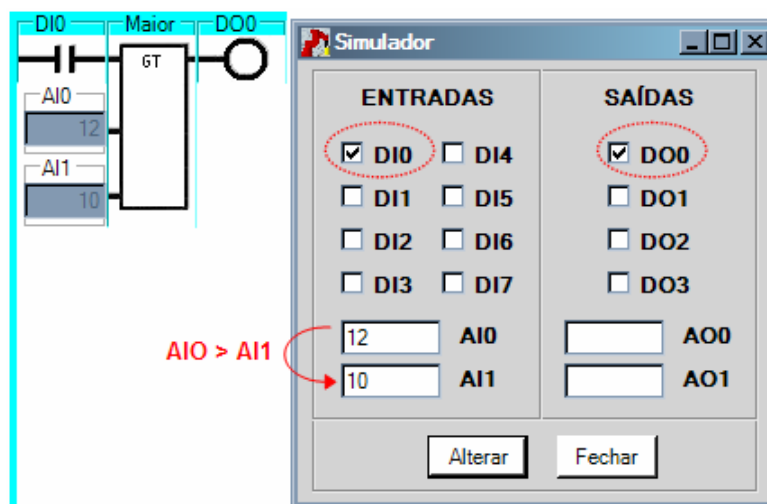 DI0 Maior DO0
GT
AI0
12
AI1
10
Simulador
ENTRADAS SAÍDAS
DI0 DI4 DO0
DI1 DI5 DO1
DI2 DI6 DO2
DI3 DI7 DO3
AIO > AI1
12 AI0 AO0
10 AI1 AO1
Alterar Fechar